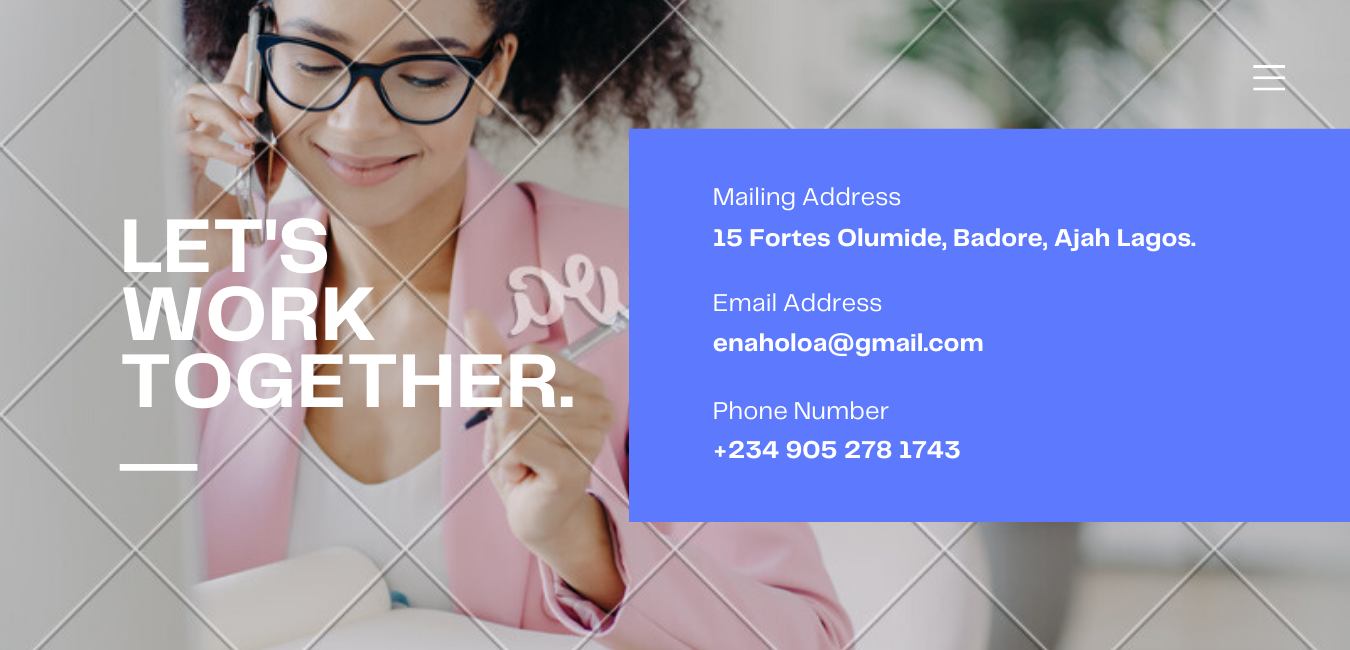 LET'S
WORK
TOGETHER.
Mailing Address
15 Fortes Olumide, Badore, Ajah Lagos.
Email Address
enaholoa@gmail.com
Phone Number
+234 905 278 1743